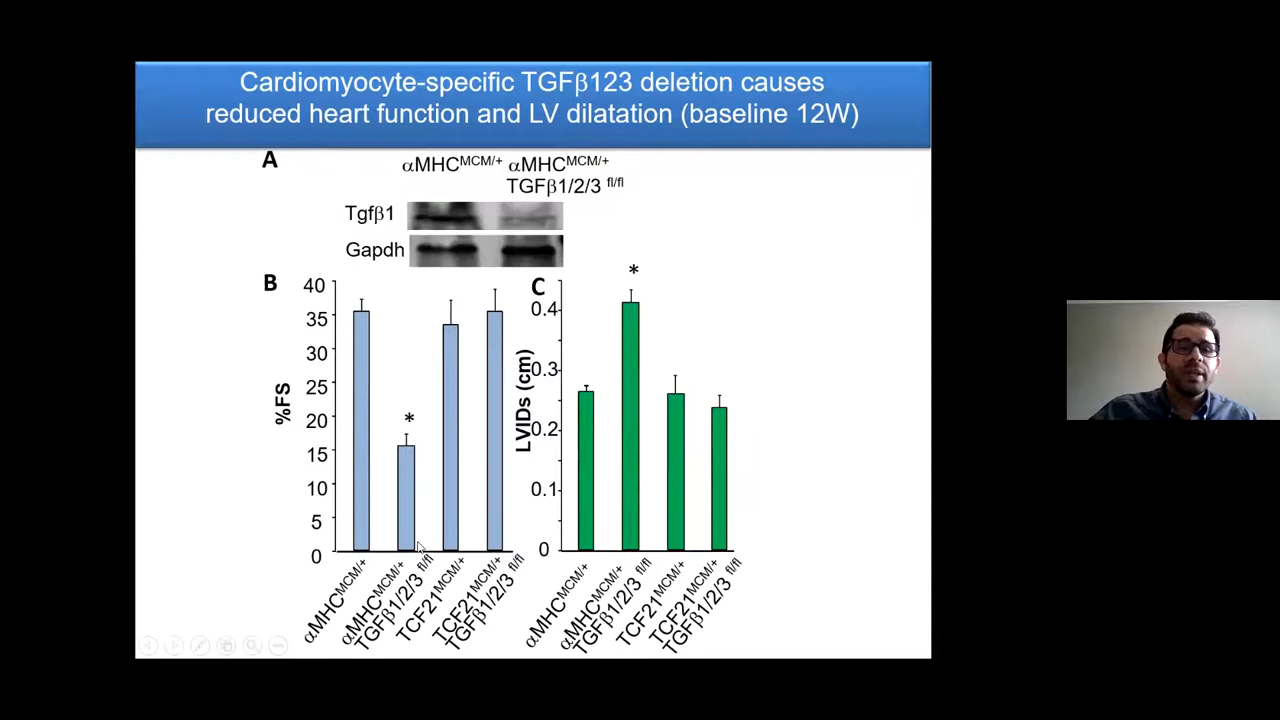 Cardiomyocyte-specific TGFβ123 deletion causes
reduced heart function and LV dilatation (baseline 12W)
A
αMHCMCM/+ αMHCMCM/+
TGFβ1/2/3 fl/fl
Tgfβ1
Gapdh
B
%FS
40
35
30
25
20
15
10
5
0
*
αMHCMCM/+
αMHCMCM/+
TGFβ1/2/3 fl/fl
TCF21MCM/+
TCF21MCM/+
TGFβ1/2/3 fl/fl
C
LVIDs (cm)
0.4
0.3
0.2
0.1
0
*
αMHCMCM/+
αMHCMCM/+
TGFβ1/2/3 fl/fl
TCF21MCM/+
TCF21MCM/+
TGFβ1/2/3 fl/fl